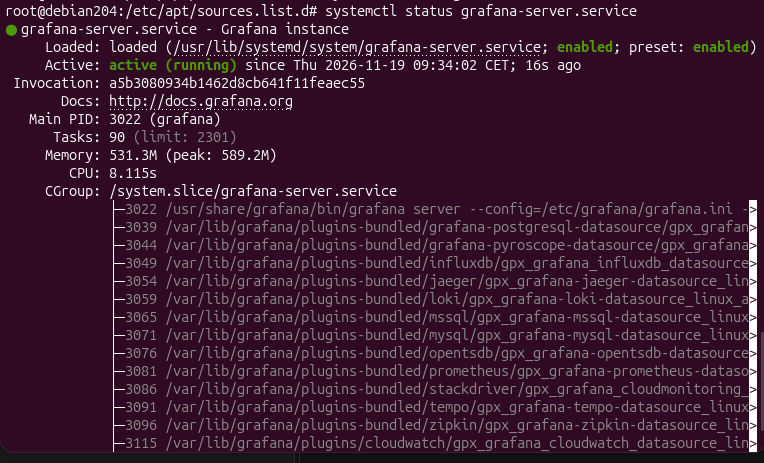 root@debian204:/etc/apt/sources.list.d# systemctl status grafana-server.service
● grafana-server.service - Grafana instance
Loaded: loaded (/usr/lib/systemd/system/grafana-server.service; enabled; preset: enabled)
Active: active (running) since Thu 2026-11-19 09:34:02 CET; 16s ago
Invocation: a5b3080934b1462d8cb641f11feaec55
Docs: http://docs.grafana.org
Main PID: 3022 (grafana)
Tasks: 90 (limit: 2301)
Memory: 531.3M (peak: 589.2M)
CPU: 8.115s
CGroup: /system.slice/grafana-server.service
├─3022 /usr/share/grafana/bin/grafana server --config=/etc/grafana/grafana.ini ->
├─3039 /var/lib/grafana/plugins-bundled/grafana-postgresql-datasource/gpx_grafan>
├─3044 /var/lib/grafana/plugins-bundled/grafana-pyroscope-datasource/gpx_grafana>
├─3049 /var/lib/grafana/plugins-bundled/influxdb/gpx_grafana_influxdb_datasource>
├─3054 /var/lib/grafana/plugins-bundled/jaeger/gpx_grafana-jaeger-datasource_lin>
├─3059 /var/lib/grafana/plugins-bundled/loki/gpx_grafana-loki-datasource_linux_a>
├─3065 /var/lib/grafana/plugins-bundled/mssql/gpx_grafana-mssql-datasource_linux>
├─3071 /var/lib/grafana/plugins-bundled/mysql/gpx_grafana-mysql-datasource_linux>
├─3076 /var/lib/grafana/plugins-bundled/opentsdb/gpx_grafana-opentsdb-datasource>
├─3081 /var/lib/grafana/plugins-bundled/prometheus/gpx_grafana-prometheus-dataso>
├─3086 /var/lib/grafana/plugins-bundled/stackdriver/gpx_grafana_cloudmonitoring_>
├─3091 /var/lib/grafana/plugins-bundled/tempo/gpx_grafana-tempo-datasource_linux>
├─3096 /var/lib/grafana/plugins-bundled/zipkin/gpx_grafana-zipkin-datasource_lin>
├─3115 /var/lib/grafana/plugins/cloudwatch/gpx_grafana_cloudwatch_datasource_lin>